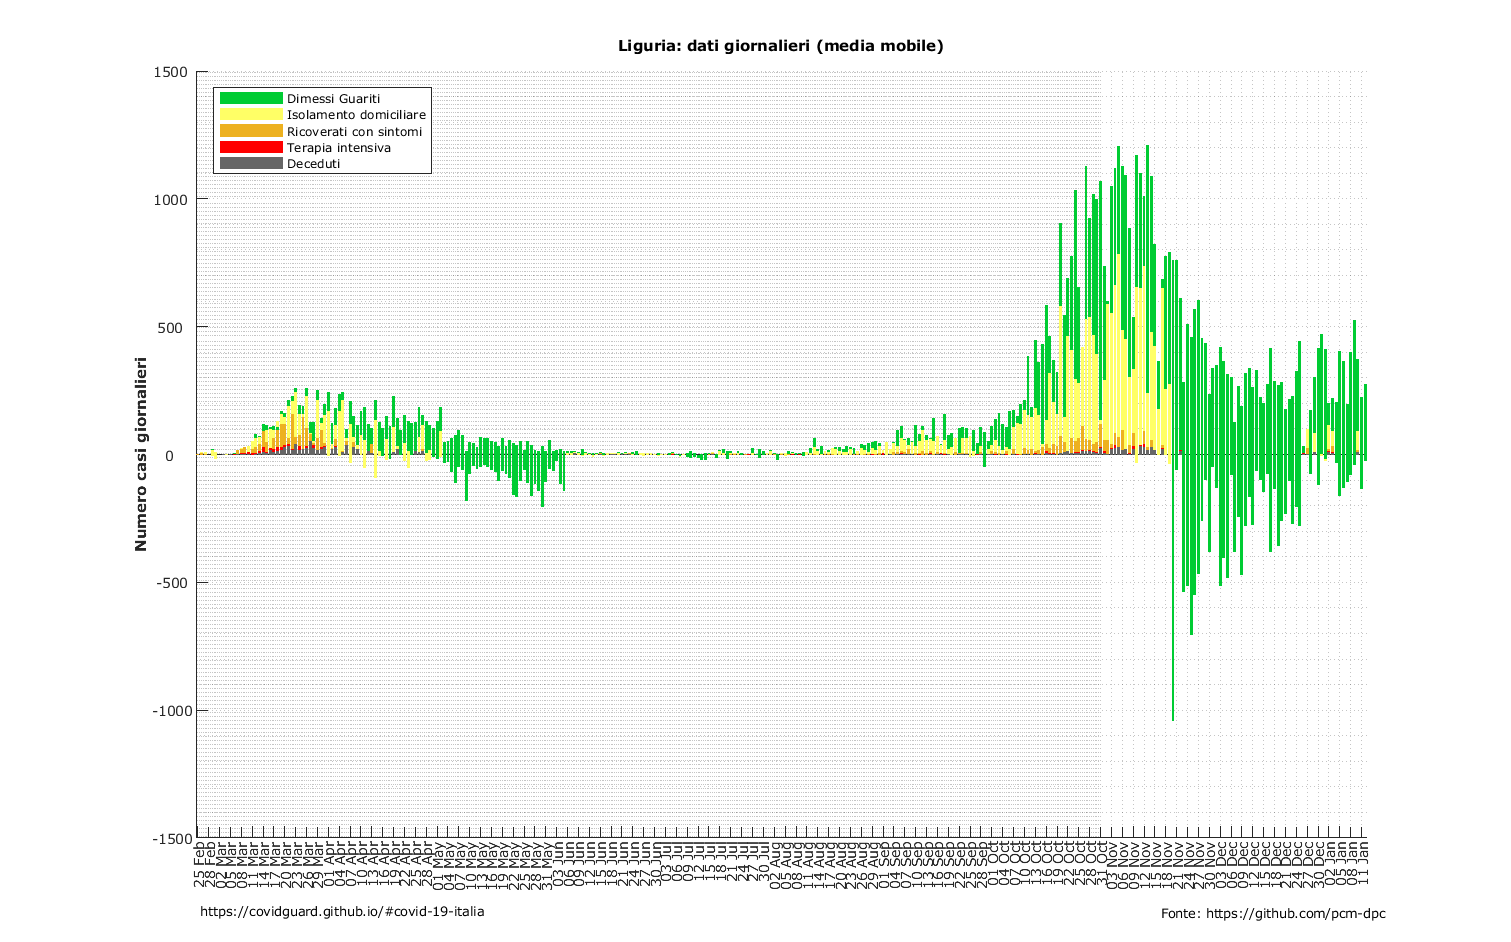 Liguria: dati giornalieri (media mobile)
1500
1000
500
0
-500
-1000
-1500
Numero casi giornalieri
Dimessi Guariti
Isolamento domiciliare
Ricoverati con sintomi
Terapia intensiva
Deceduti
25 Feb
28 Feb
02 Mar
05 Mar
08 Mar
11 Mar
14 Mar
17 Mar
20 Mar
23 Mar
26 Mar
29 Mar
01 Apr
04 Apr
07 Apr
10 Apr
13 Apr
16 Apr
19 Apr
22 Apr
25 Apr
28 Apr
01 May
04 May
07 May
10 May
13 May
16 May
19 May
22 May
25 May
28 May
31 May
03 Jun
06 Jun
09 Jun
12 Jun
15 Jun
18 Jun
21 Jun
24 Jun
27 Jun
30 Jun
03 Jul
06 Jul
09 Jul
12 Jul
15 Jul
18 Jul
21 Jul
24 Jul
27 Jul
30 Jul
02 Aug
05 Aug
08 Aug
11 Aug
14 Aug
17 Aug
20 Aug
23 Aug
26 Aug
29 Aug
01 Sep
04 Sep
07 Sep
10 Sep
13 Sep
16 Sep
19 Sep
22 Sep
25 Sep
28 Sep
01 Oct
04 Oct
07 Oct
10 Oct
13 Oct
16 Oct
19 Oct
22 Oct
25 Oct
28 Oct
31 Oct
03 Nov
06 Nov
09 Nov
12 Nov
15 Nov
18 Nov
21 Nov
24 Nov
27 Nov
30 Nov
03 Dec
06 Dec
09 Dec
12 Dec
15 Dec
18 Dec
21 Dec
24 Dec
27 Dec
30 Dec
02 Jan
05 Jan
08 Jan
11 Jan
https://covidguard.github.io/#covid-19-italia
Fonte: https://github.com/pcm-dpc